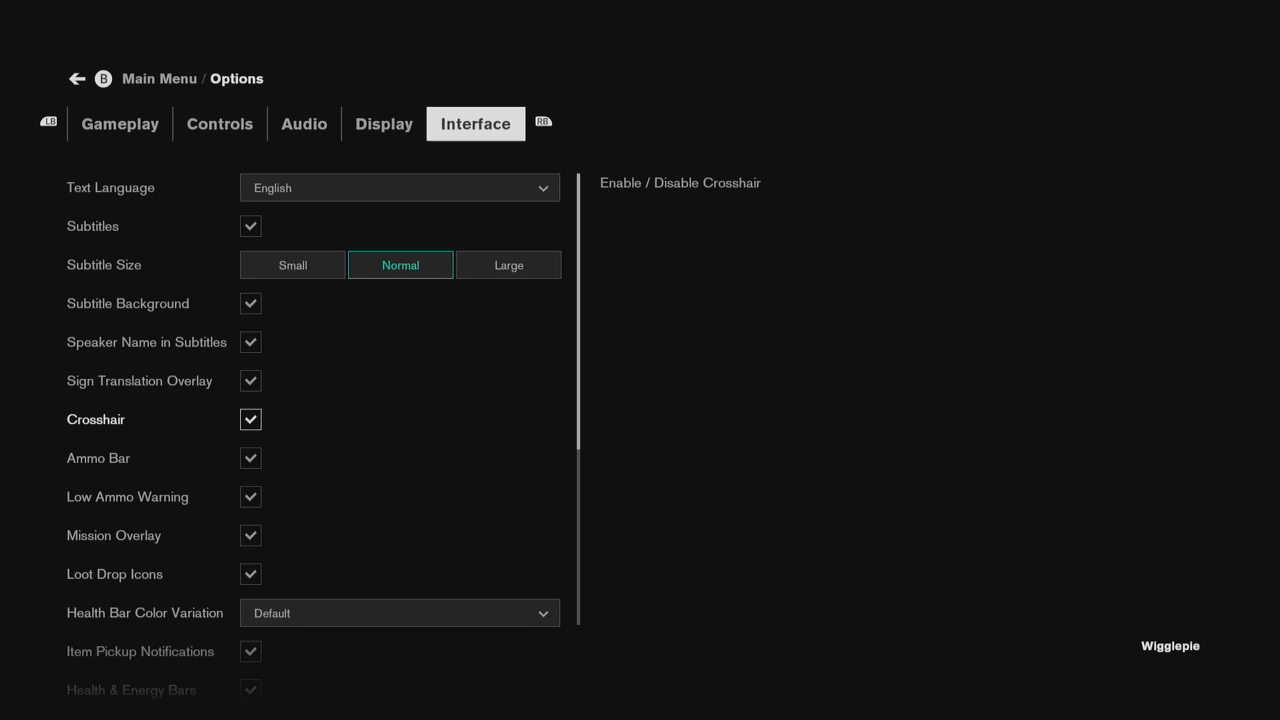 B Main Menu / Options
LB Gameplay Controls Audio Display Interface RB
Text Language English
Enable / Disable Crosshair
Subtitles
Subtitle Size Small Normal Large
Subtitle Background
Speaker Name in Subtitles
Sign Translation Overlay
Crosshair
Ammo Bar
Low Ammo Warning
Mission Overlay
Loot Drop Icons
Health Bar Color Variation Default
Item Pickup Notifications
Wigglepie
Health & Energy Bars